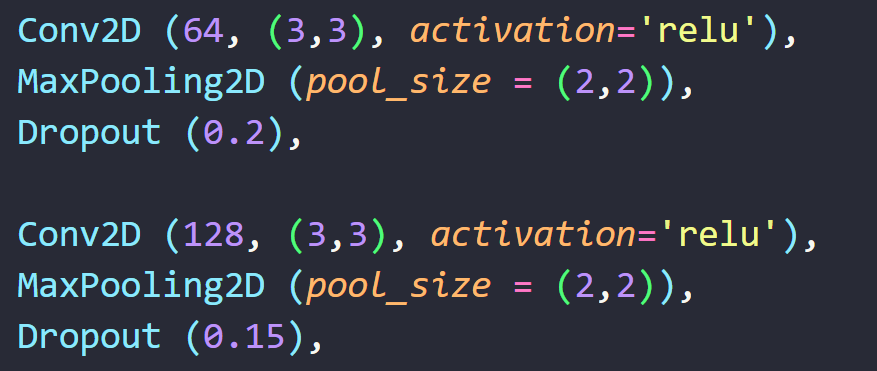 Conv2D (64, (3,3), activation='relu'),
MaxPooling2D (pool_size = (2,2)),
Dropout (0.2),
Conv2D (128, (3,3), activation='relu'),
MaxPooling2D (pool_size = (2,2)),
Dropout (0.15),